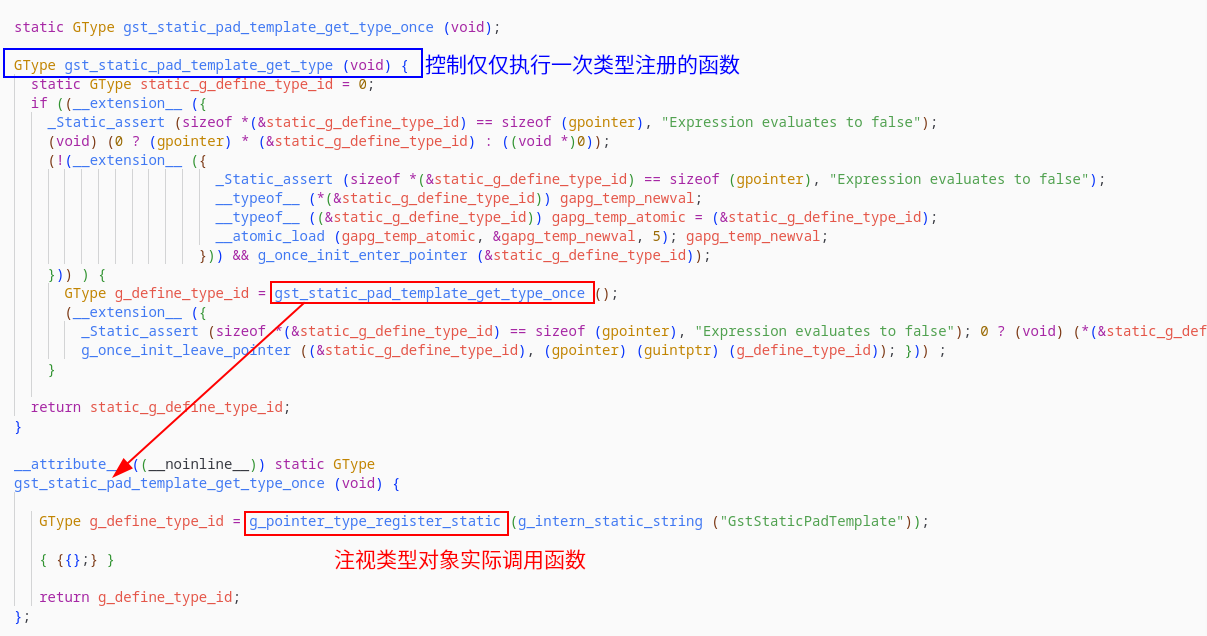 static GType gst_static_pad_template_get_type_once (void);
GType gst_static_pad_template_get_type (void) { 控制仅仅执行一次类型注册的函数
static GType static_g_define_type_id = 0;
if ((__extension__ ({
_Static_assert (sizeof *(&static_g_define_type_id) == sizeof (gpointer), "Expression evaluates to false");
(void) (0 ? (gpointer) * (&static_g_define_type_id) : ((void *)0));
(!(__extension__ ({
_Static_assert (sizeof *(&static_g_define_type_id) == sizeof (gpointer), "Expression evaluates to false");
__typeof__ (*(&static_g_define_type_id)) gapg_temp_newval;
__typeof__ ((&static_g_define_type_id)) gapg_temp_atomic = (&static_g_define_type_id);
__atomic_load (gapg_temp_atomic, &gapg_temp_newval, 5); gapg_temp_newval;
})) && g_once_init_enter_pointer (&static_g_define_type_id));
})) ) {
GType g_define_type_id = gst_static_pad_template_get_type_once ();
(__extension__ ({
_Static_assert (sizeof *(&static_g_define_type_id) == sizeof (gpointer), "Expression evaluates to false"); 0 ? (void) (*(&static_g_def
g_once_init_leave_pointer ((&static_g_define_type_id), (gpointer) (guintptr) (g_define_type_id)); })) ;
}
return static_g_define_type_id;
}
__attribute__ ((__noinline__)) static GType
gst_static_pad_template_get_type_once (void) {
GType g_define_type_id = g_pointer_type_register_static (g_intern_static_string ("GstStaticPadTemplate"));
{ {{};} }
注视类型对象实际调用函数
return g_define_type_id;
};